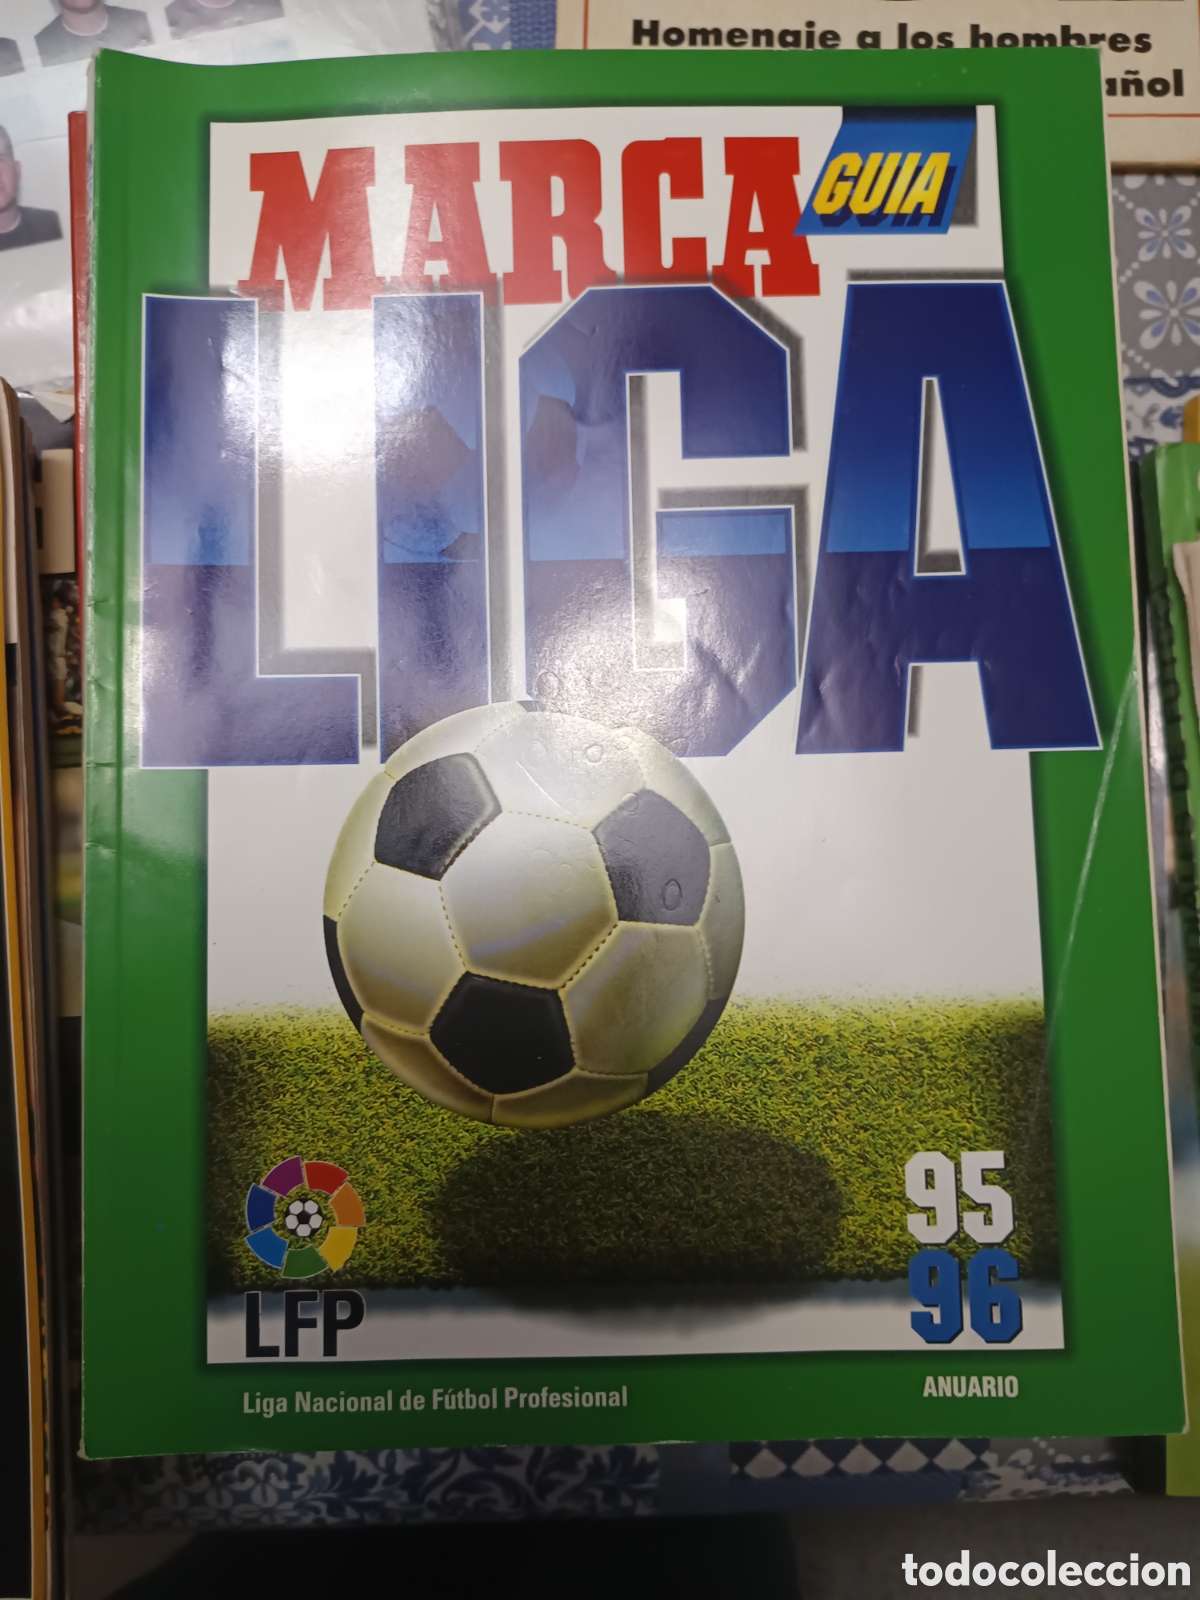 Homenaje a los hombres
añol
MARCA
GUIA
LIGA
95
96
LFP
ANUARIO
Liga Nacional de Fútbol Profesional
todocoleccion